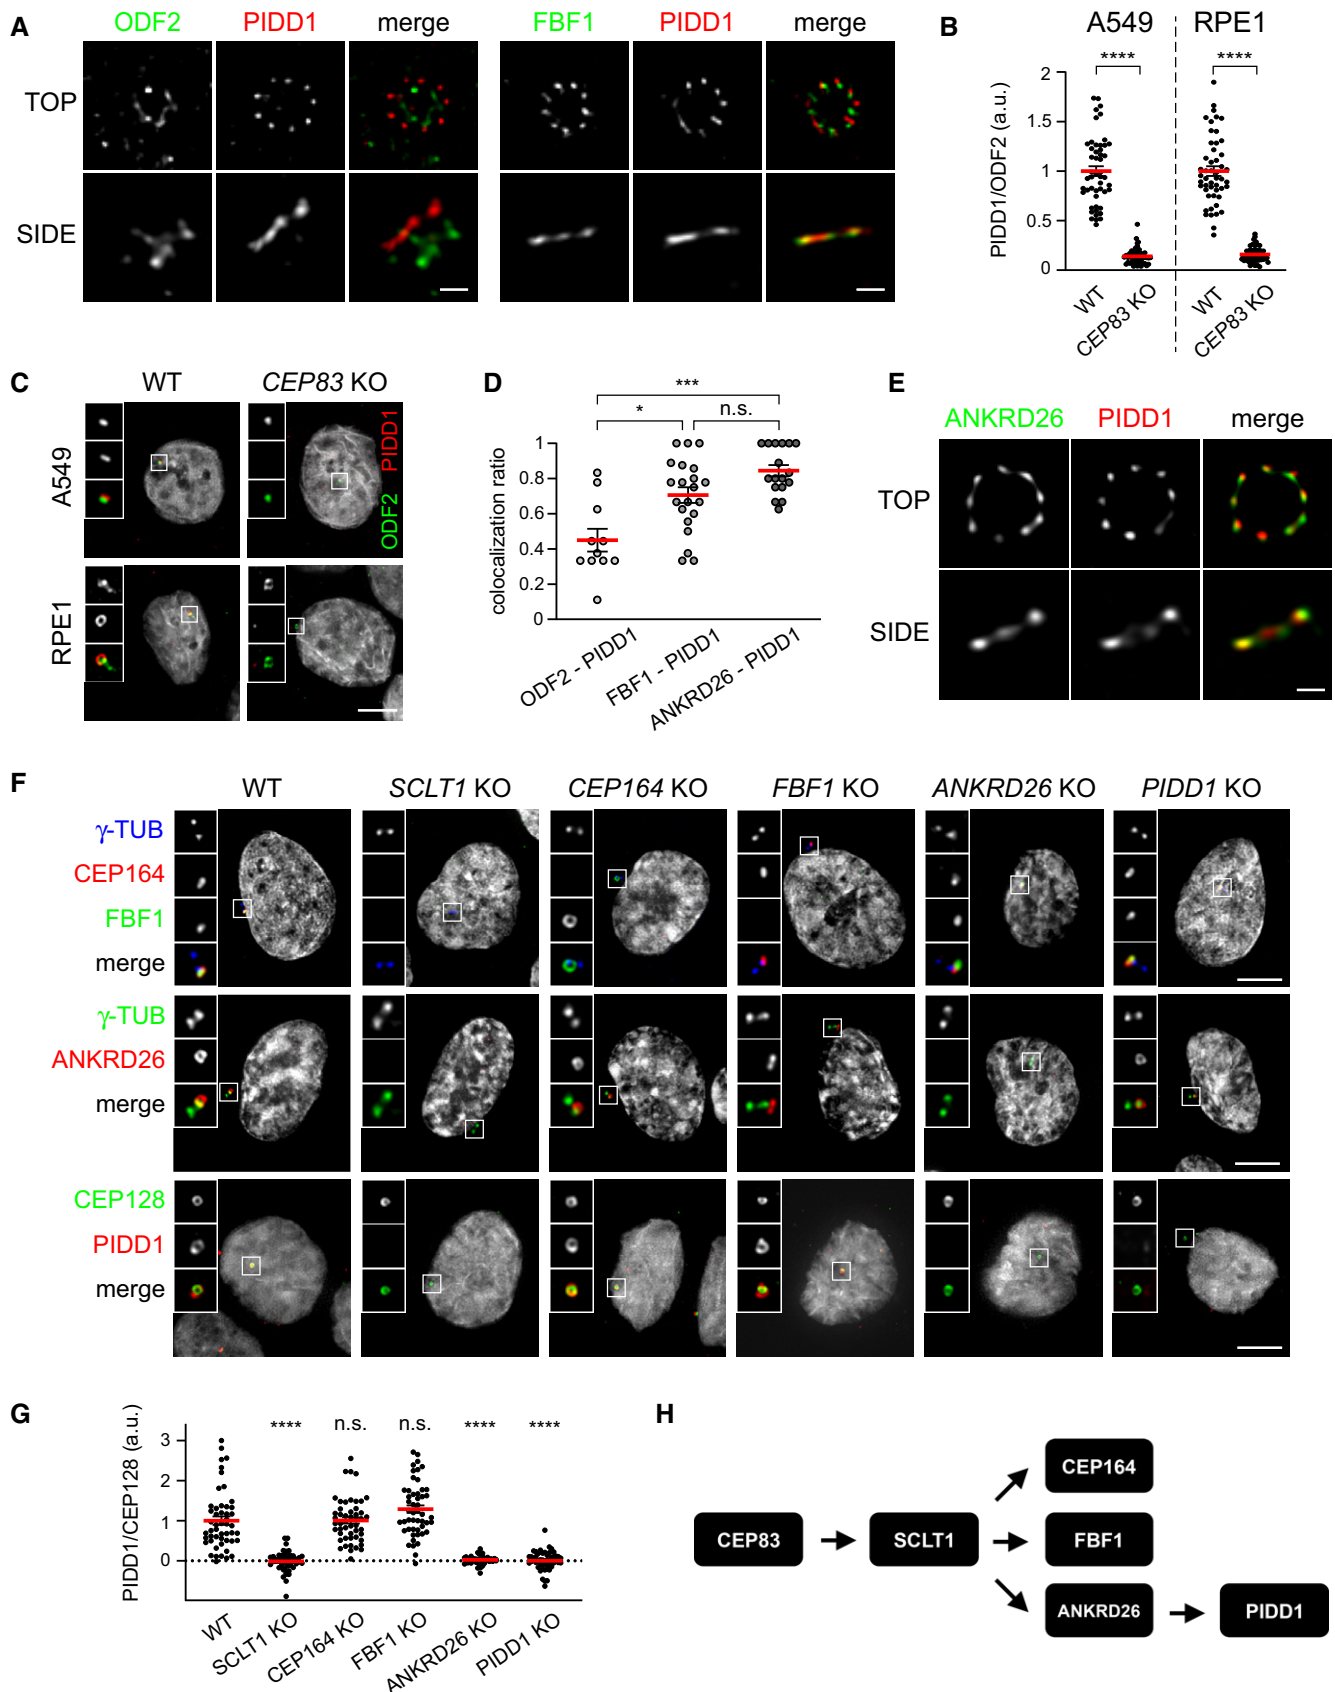 A
ODF2 PIDD1 merge FBF1 PIDD1 merge
TOP
SIDE
B
A549 RPE1
**** ****
PIDD1/ODF2 (a.u.)
2
1.5
1
0.5
0
WT
CEP83 KO
WT
CEP83 KO
C
WT CEP83 KO
A549
RPE1
ODF2 PIDD1
D
***
* n.s.
colocalization ratio
1
0.8
0.6
0.4
0.2
0
ODF2 - PIDD1
FBF1 - PIDD1
ANKRD26 - PIDD1
E
ANKRD26 PIDD1 merge
TOP
SIDE
F
WT SCLT1 KO CEP164 KO FBF1 KO ANKRD26 KO PIDD1 KO
γ-TUB
CEP164
FBF1
merge
γ-TUB
ANKRD26
merge
CEP128
PIDD1
merge
G
**** n.s. n.s. **** ****
PIDD1/CEP128 (a.u.)
3
2
1
0
WT
SCLT1 KO
CEP164 KO
FBF1 KO
ANKRD26 KO
PIDD1 KO
H
CEP164
CEP83 SCLT1 FBF1
ANKRD26 PIDD1